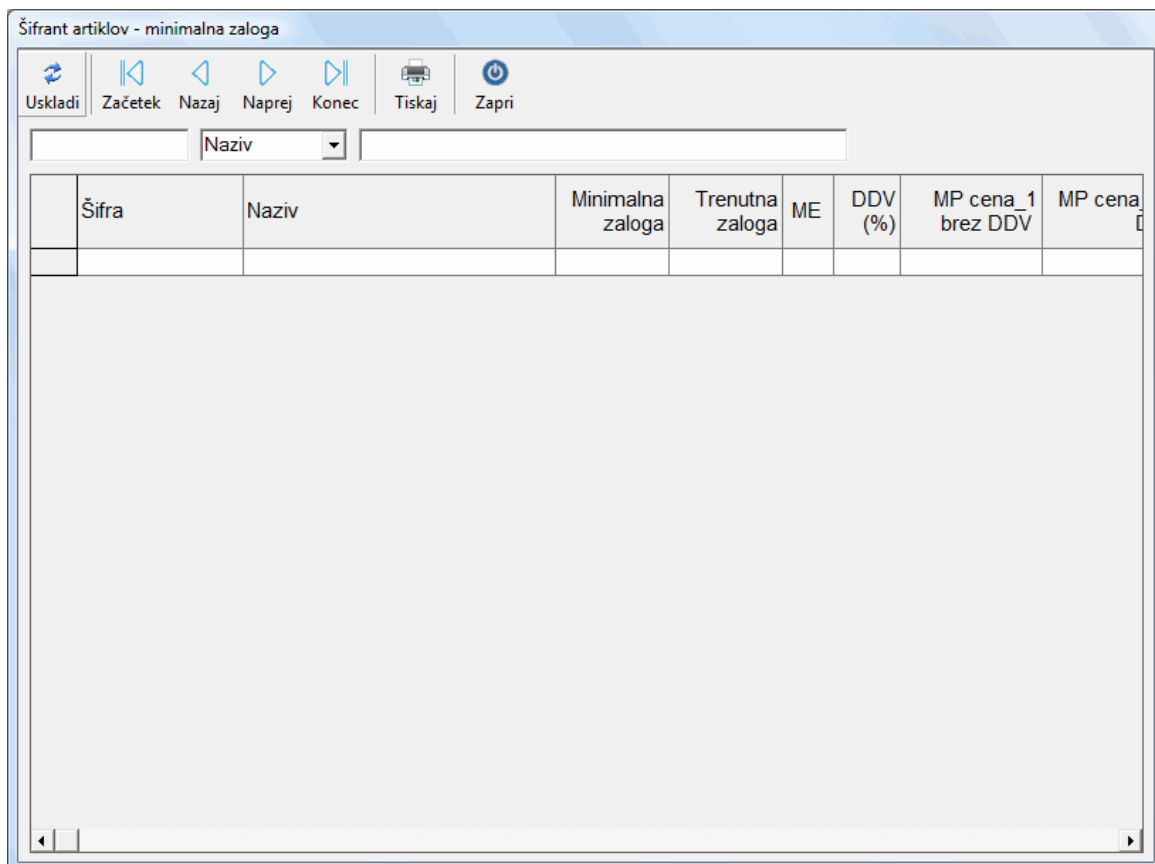 Šifrant artiklov - minimalna zaloga
Uskladi Začetek Nazaj Naprej Konec Tiskaj Zapri
Naziv
Šifra Naziv Minimalna zaloga Trenutna zaloga ME DDV (%) MP cena_1 brez DDV MP cena_